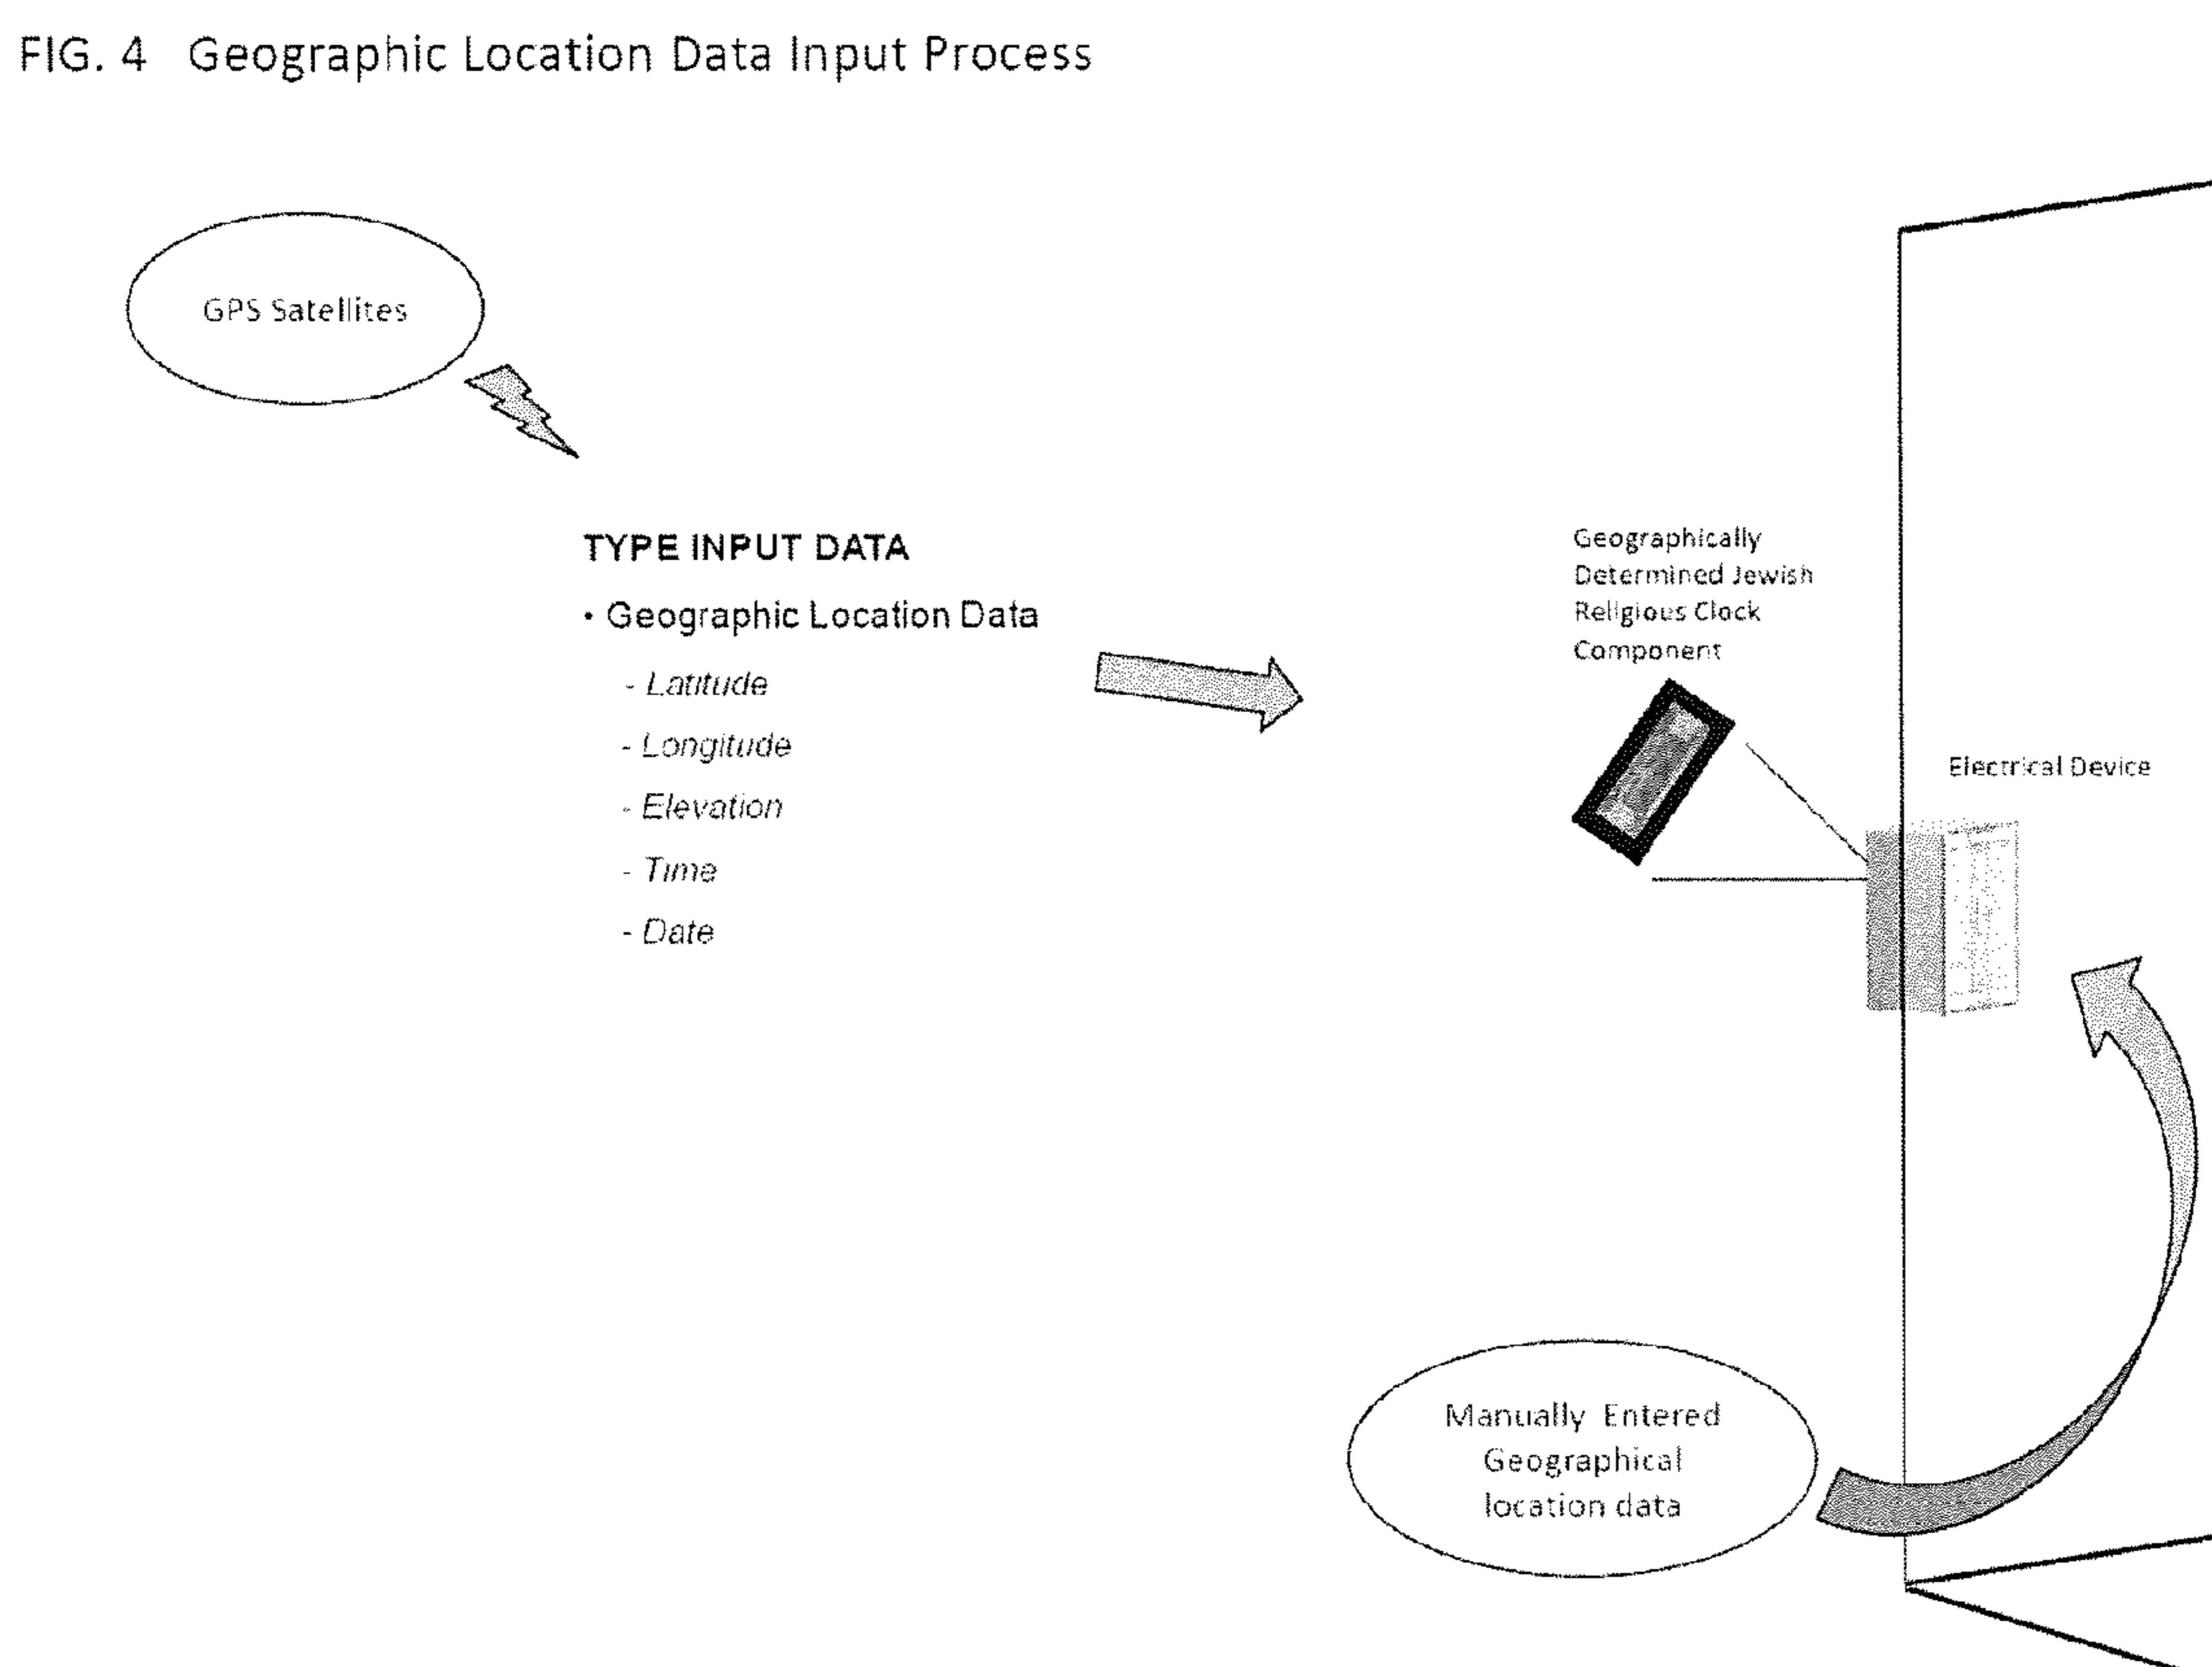 FIG. 4 Geographic Location Data Input Process
GPS Satellites
TYPE INPUT DATA
• Geographic Location Data
- Latitude
- Longitude
- Elevation
- Time
- Date
Geographically
Determined Jewish
Religious Clock
Component
Electrical Device
Manually Entered
Geographical
location data